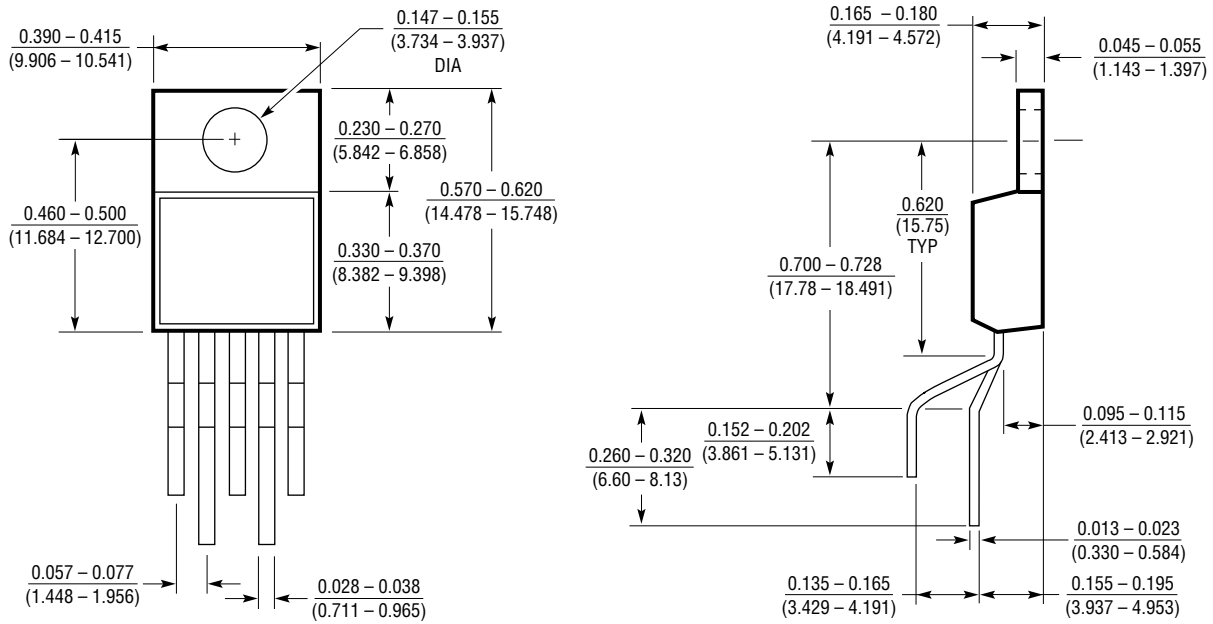 0.390 – 0.415
(9.906 – 10.541)
0.147 – 0.155
(3.734 – 3.937)
DIA
0.230 – 0.270
(5.842 – 6.858)
0.570 – 0.620
(14.478 – 15.748)
0.460 – 0.500
(11.684 – 12.700)
0.330 – 0.370
(8.382 – 9.398)
0.057 – 0.077
(1.448 – 1.956)
0.028 – 0.038
(0.711 – 0.965)
0.165 – 0.180
(4.191 – 4.572)
0.045 – 0.055
(1.143 – 1.397)
0.620
(15.75)
TYP
0.700 – 0.728
(17.78 – 18.491)
0.152 – 0.202
(3.861 – 5.131)
0.260 – 0.320
(6.60 – 8.13)
0.095 – 0.115
(2.413 – 2.921)
0.013 – 0.023
(0.330 – 0.584)
0.135 – 0.165
(3.429 – 4.191)
0.155 – 0.195
(3.937 – 4.953)